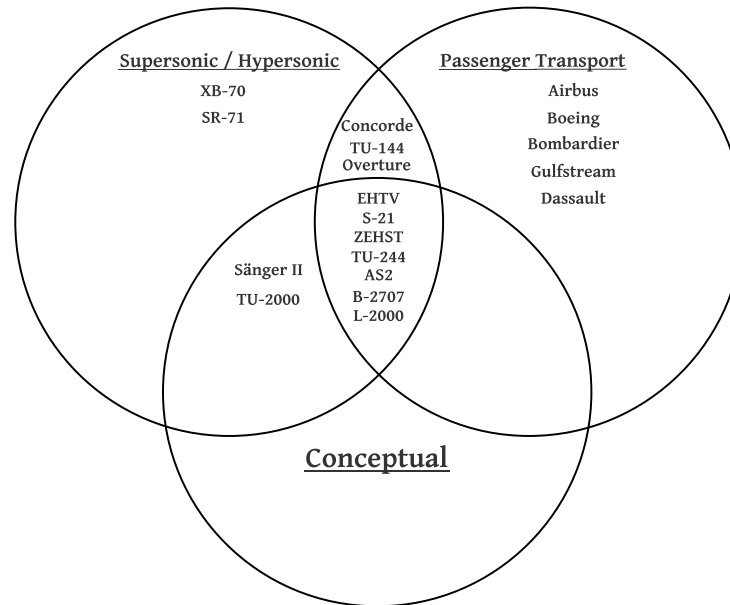 Supersonic / Hypersonic
XB-70
SR-71
Passenger Transport
Airbus
Boeing
Bombardier
Gulfstream
Dassault
Concorde
TU-144
Overture
EHTV
S-21
ZEHST
TU-244
AS2
B-2707
L-2000
Sänger II
TU-2000
Conceptual